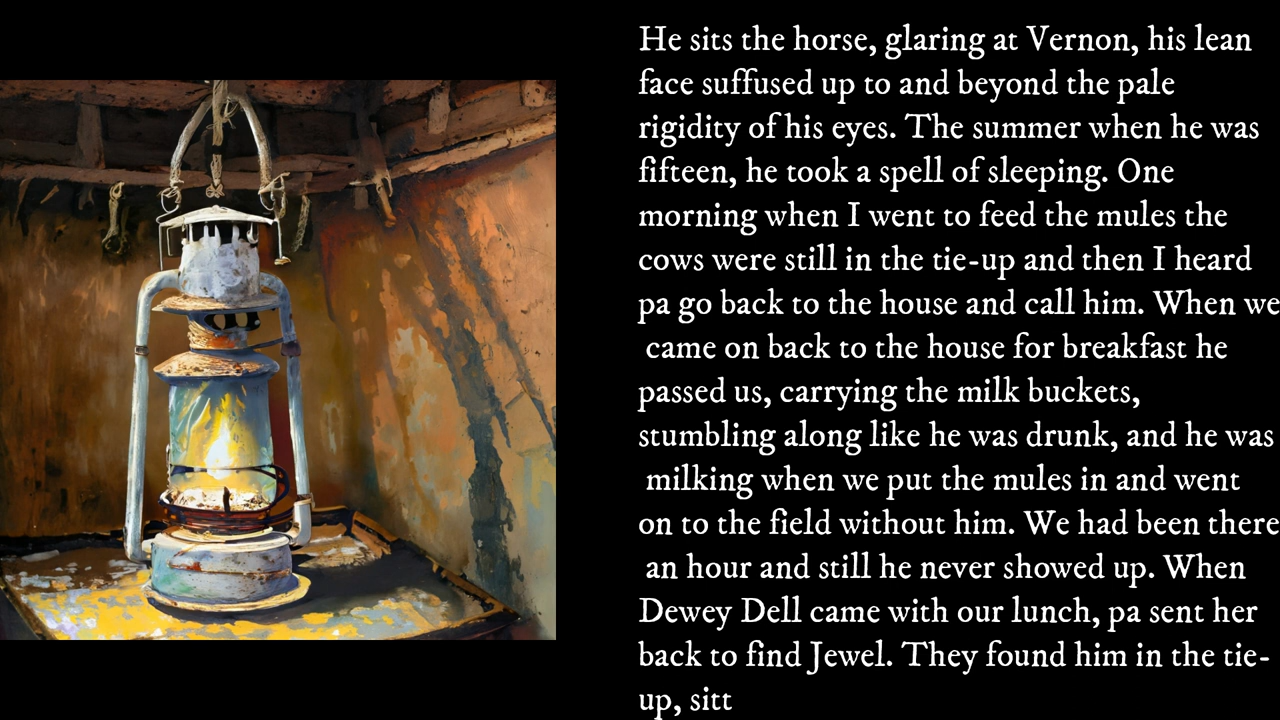 He sits the horse, glaring at Vernon, his lean
face suffused up to and beyond the pale
rigidity of his eyes. The summer when he was
fifteen, he took a spell of sleeping. One
morning when I went to feed the mules the
cows were still in the tie-up and then I heard
pa go back to the house and call him. When we
came on back to the house for breakfast he
passed us, carrying the milk buckets,
stumbling along like he was drunk, and he was
milking when we put the mules in and went
on to the field without him. We had been there
an hour and still he never showed up. When
Dewey Dell came with our lunch, pa sent her
back to find Jewel. They found him in the tie-
up, sitt